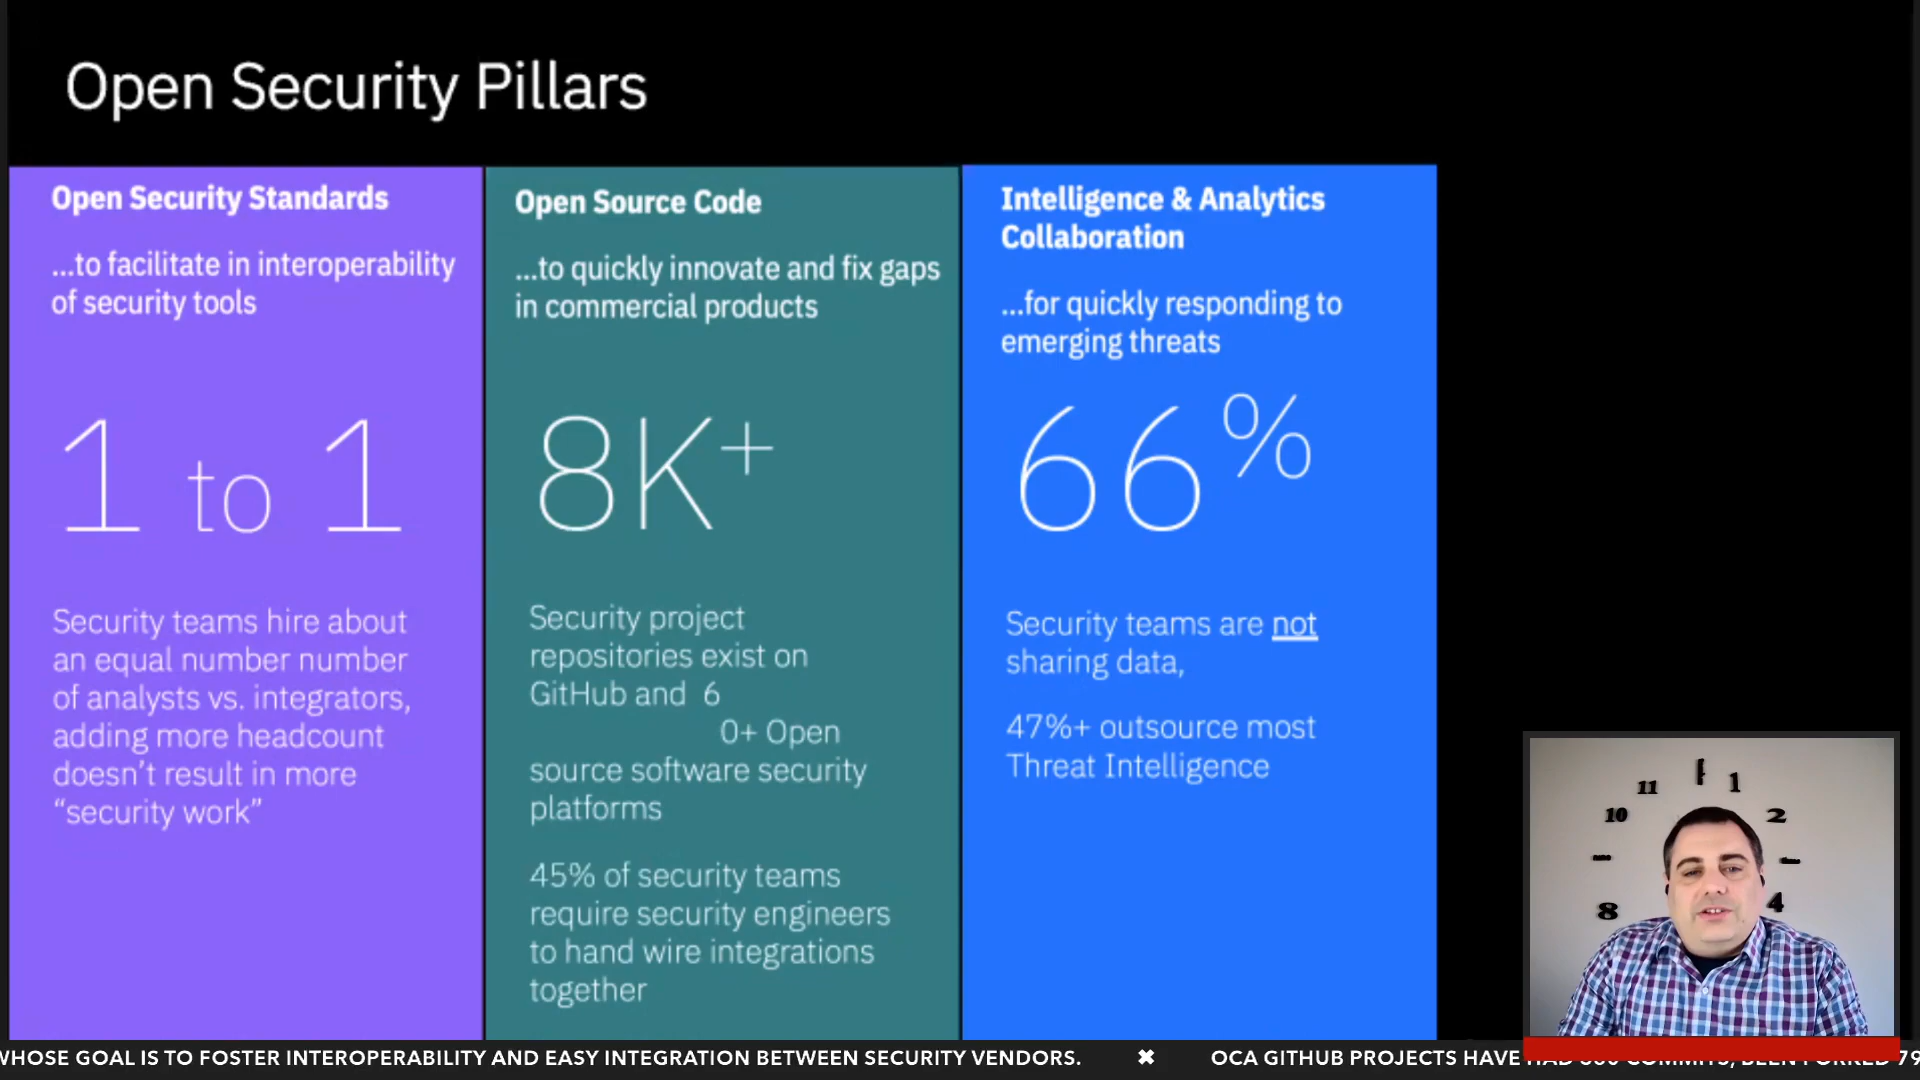 Open Security Pillars
Open Security Standards
...to facilitate in interoperability
of security tools
1 to 1
Security teams hire about
an equal number number
of analysts vs. integrators,
adding more headcount
doesn't result in more
“security work”
Open Source Code
...to quickly innovate and fix gaps
in commercial products
8K+
Security project
repositories exist on
GitHub and 6
0+ Open
source software security
platforms
45% of security teams
require security engineers
to hand wire integrations
together
Intelligence & Analytics
Collaboration
...for quickly responding to
emerging threats
66%
Security teams are not
sharing data,
47%+ outsource most
Threat Intelligence
11 1
10 2
8 4
WHOSE GOAL IS TO FOSTER INTEROPERABILITY AND EASY INTEGRATION BETWEEN SECURITY VENDORS. ✖ OCA GITHUB PROJECTS HAVE HAD COMMITS, BEEN FORKED 79